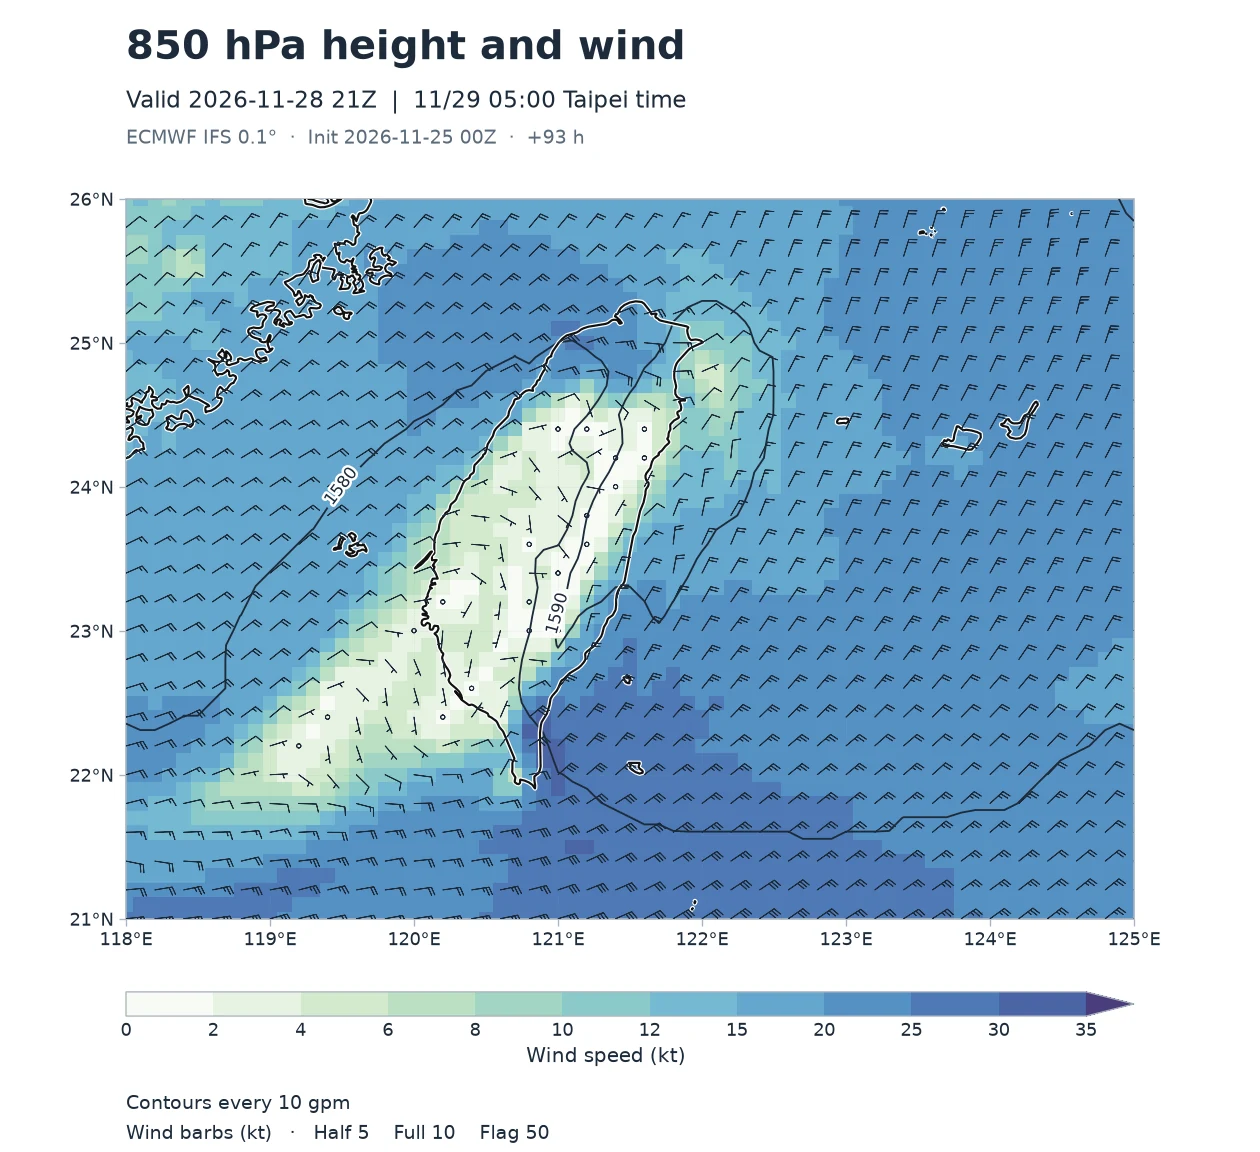 850 hPa height and wind
Valid 2026-11-28 21Z | 11/29 05:00 Taipei time
ECMWF IFS 0.1° · Init 2026-11-25 00Z · +93 h
26°N
25°N
24°N
23°N
22°N
21°N
1580
1590
118°E 119°E 120°E 121°E 122°E 123°E 124°E 125°E
0 2 4 6 8 10 12 15 20 25 30 35
Wind speed (kt)
Contours every 10 gpm
Wind barbs (kt) · Half 5 Full 10 Flag 50